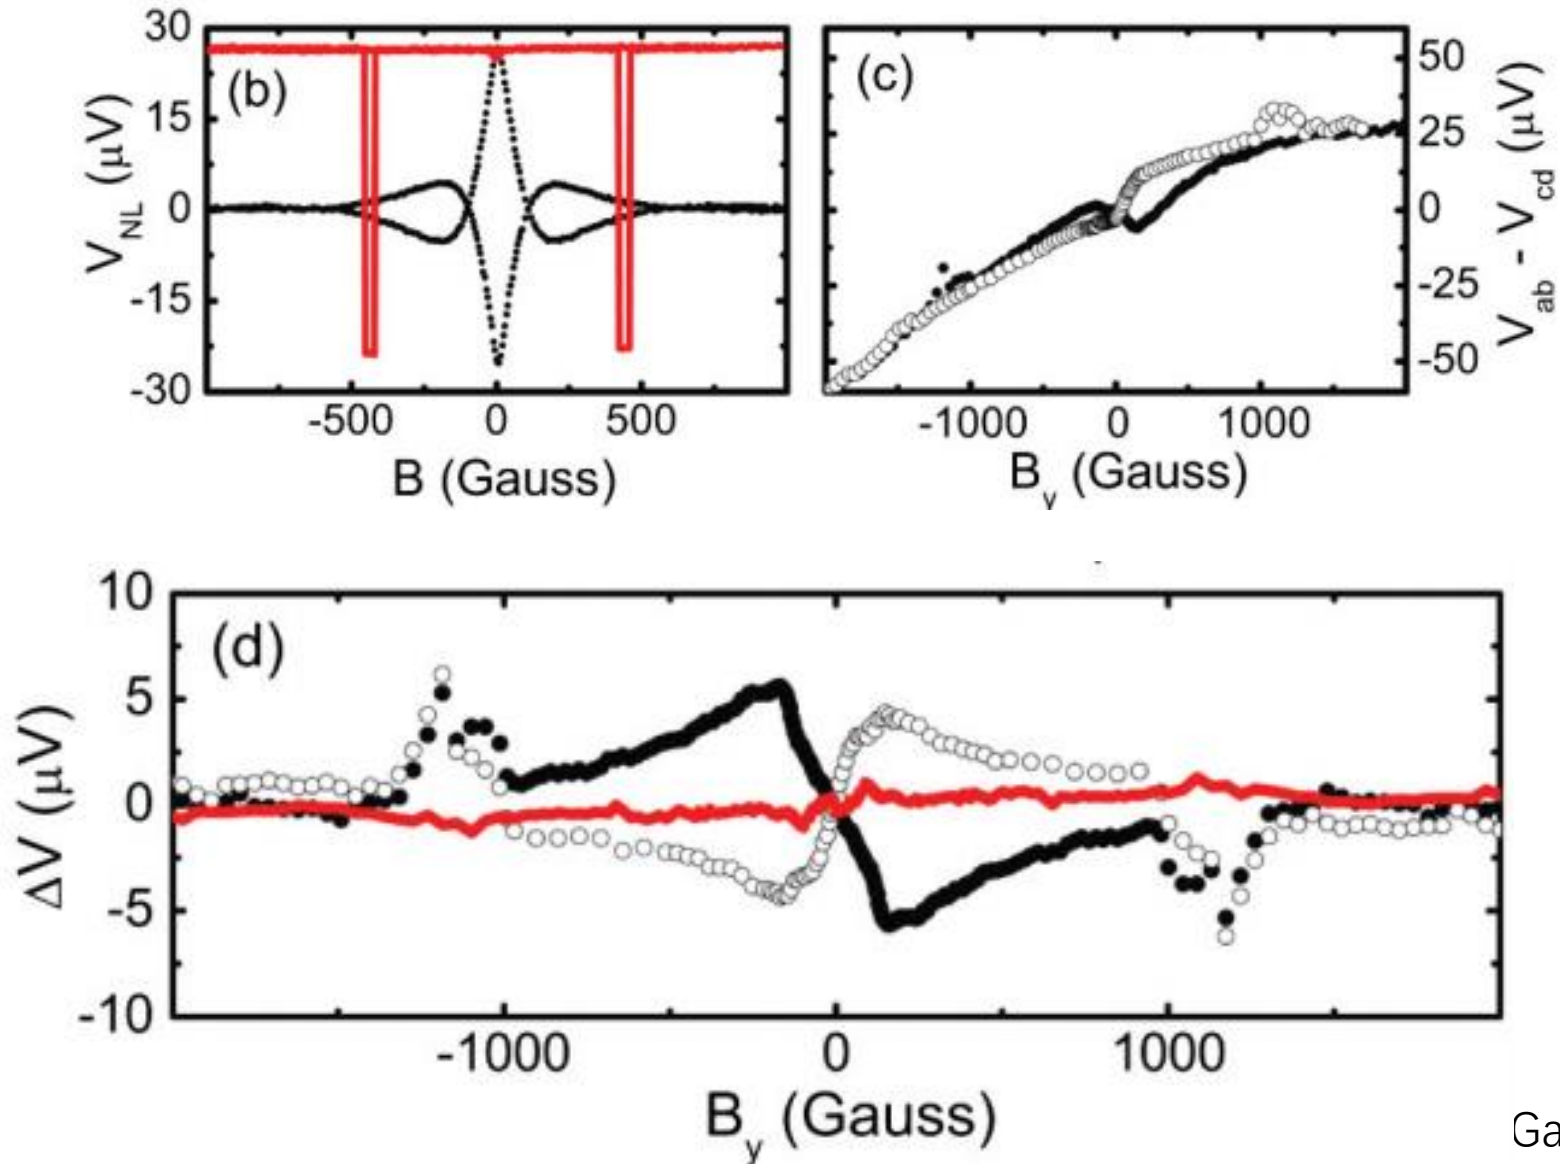 30
15
0
-15
-30
V_NL (μV)
(b)
-500 0 500
B (Gauss)
(c)
50
25
0
-25
-50
V_ab - V_cd (μV)
-1000 0 1000
B_y (Gauss)
10
5
0
-5
-10
ΔV (μV)
(d)
-1000 0 1000
B_y (Gauss)
Ga